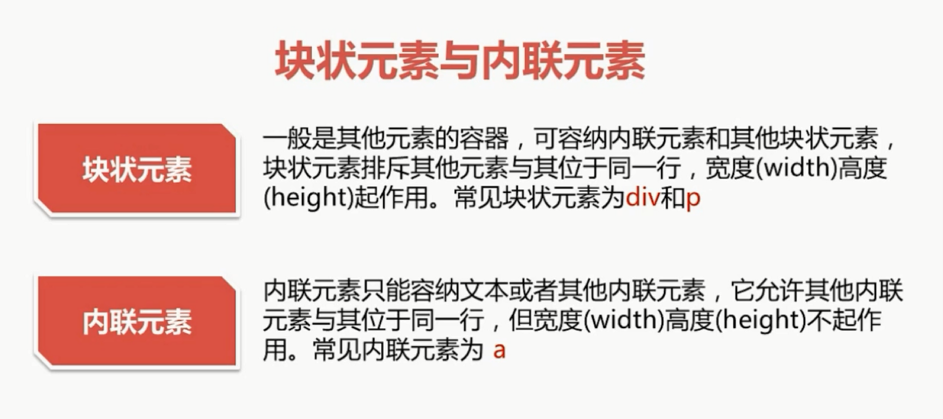 块状元素与内联元素
块状元素
一般是其他元素的容器，可容纳内联元素和其他块状元素，
块状元素排斥其他元素与其位于同一行，宽度(width)高度
(height)起作用。常见块状元素为div和p
内联元素
内联元素只能容纳文本或者其他内联元素，它允许其他内联
元素与其位于同一行，但宽度(width)高度(height)不起作
用。常见内联元素为 a